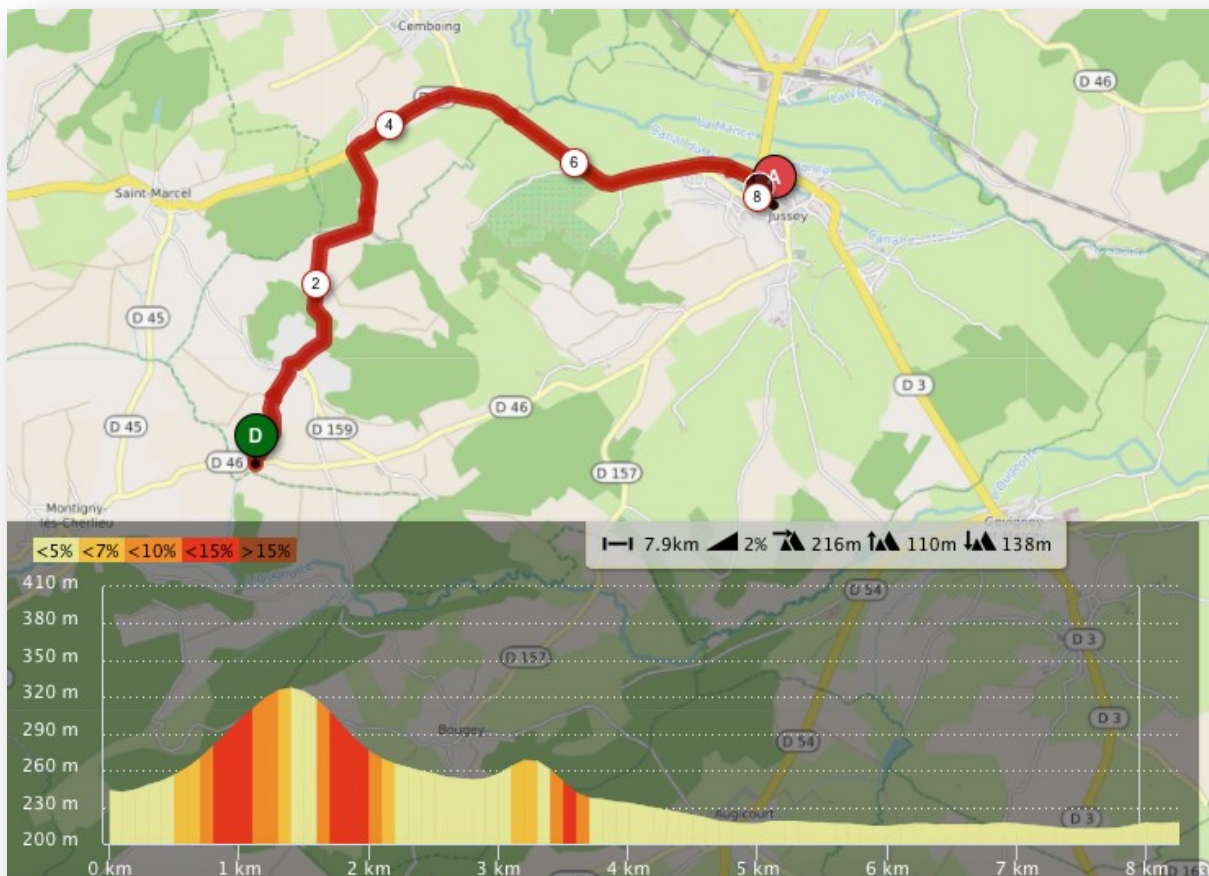 Cemboing
D 46
La Vieille
La Mance
4
6
A
Saint-Marcel
8
Jussey
2
D 45
D 3
D
D 45
D 159
D 46
D 46
D 157
Montigny-
lès-Cherlieu
Gevigney
<5% <7% <10% <15% >15%
7.9km 2% 216m 110m 138m
410 m
D 54
380 m
D 3
350 m
D 157
320 m
D 3
290 m
Bougey
D 54
260 m
230 m
Augicourt
D 3
200 m
0 km 1 km 2 km 3 km 4 km 5 km 6 km 7 km 8 km